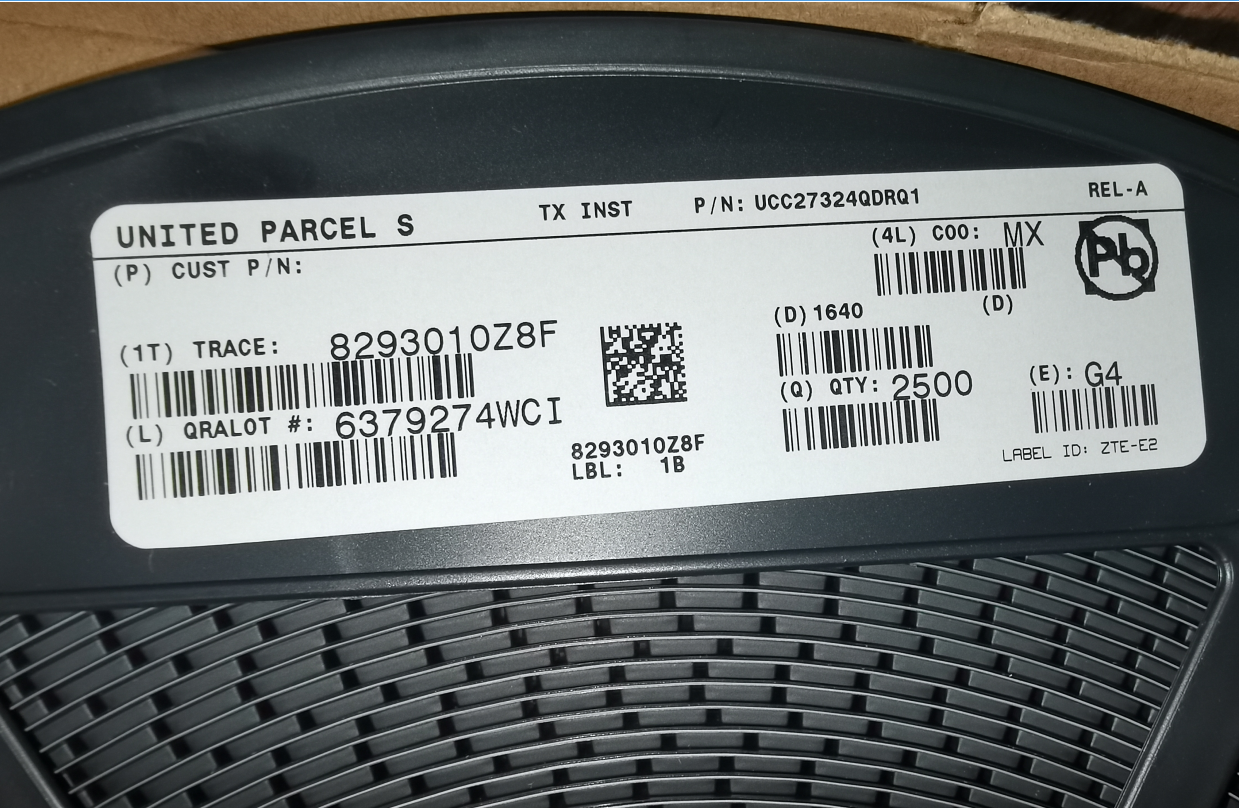 UNITED PARCEL S TX INST P/N: UCC27324QDRQ1 REL-A
(P) CUST P/N:
(4L) COO: MX
Pb
(D)
(D) 1640
(1T) TRACE: 8293010Z8F
(Q) QTY: 2500
(E): G4
(L) QRALOT #: 6379274WCI
8293010Z8F
LBL: 1B
LABEL ID: ZTE-E2